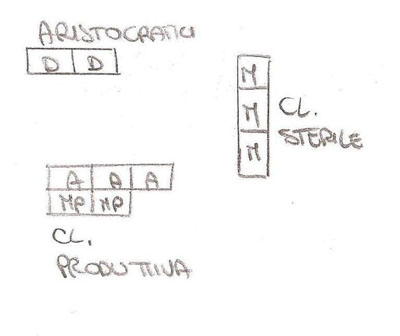 ARISTOCRATICI
D D
M
M
M
CL.
STERILE
A A A
MP MP
CL.
PRODUTTIVA